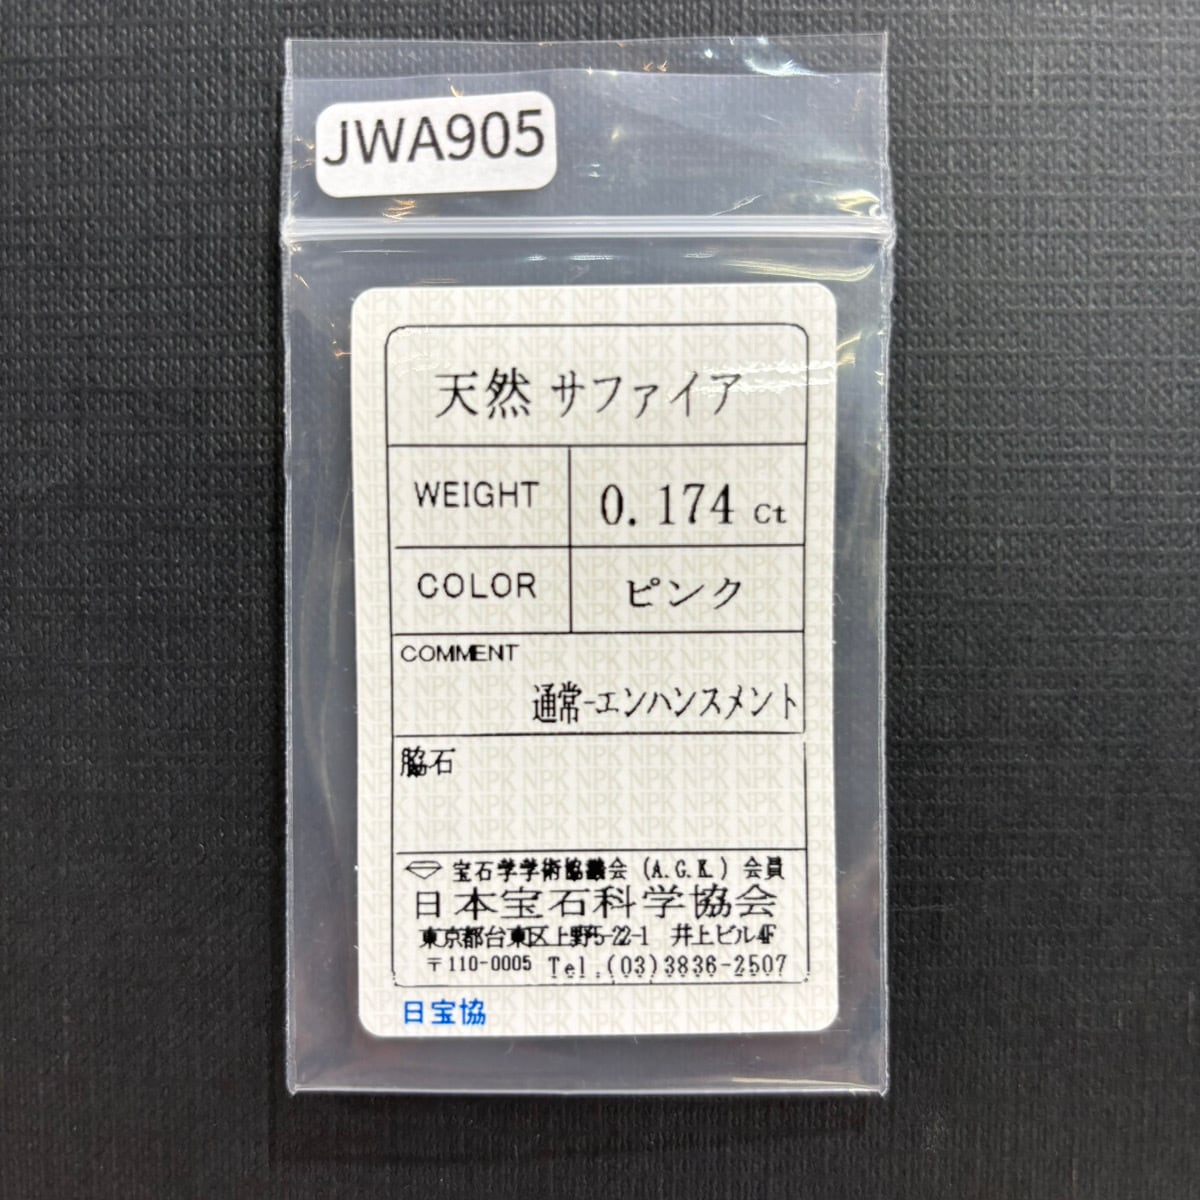 JWA905
天然 サファイア
WEIGHT 0.174 Ct
COLOR ピンク
COMMENT
通常-エンハンスメント
脇石
宝石学学術協議会 (A.G.K.) 会員
日本宝石科学協会
東京都台東区上野5-22-1 井上ビル4F
〒110-0005 Tel.(03)3836-2507
日宝協